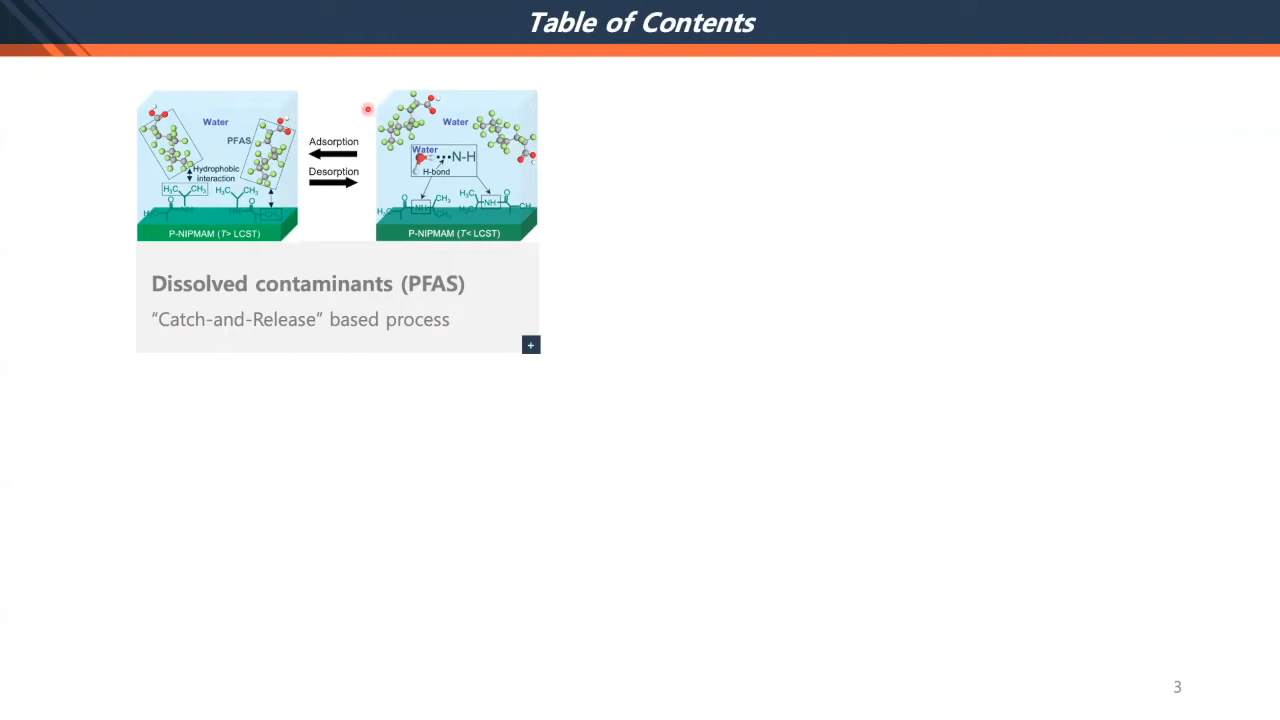 Table of Contents
Water
PFAS
Hydrophobic
interaction
H₃C CH₃ H₃C CH₃
O O
P-NIPMAM (T> LCST)
Adsorption
Desorption
Water
Water
N-H
H-bond
H₃C
O CH₃ O
NH NH
P-NIPMAM (T< LCST)
Dissolved contaminants (PFAS)
“Catch-and-Release” based process
+
3